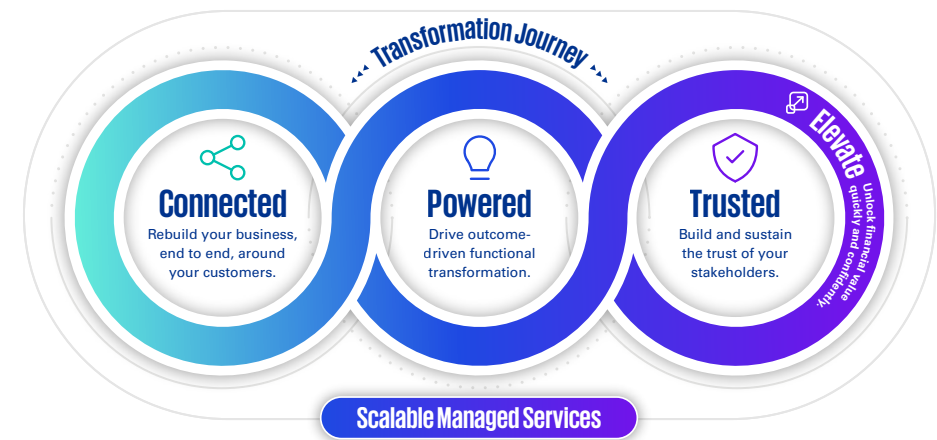 Transformation Journey
Connected
Rebuild your business,
end to end, around
your customers.
Powered
Drive outcome-
driven functional
transformation.
Trusted
Build and sustain
the trust of your
stakeholders.
Elevate
Unlock financial value
quickly and confidently.
Scalable Managed Services